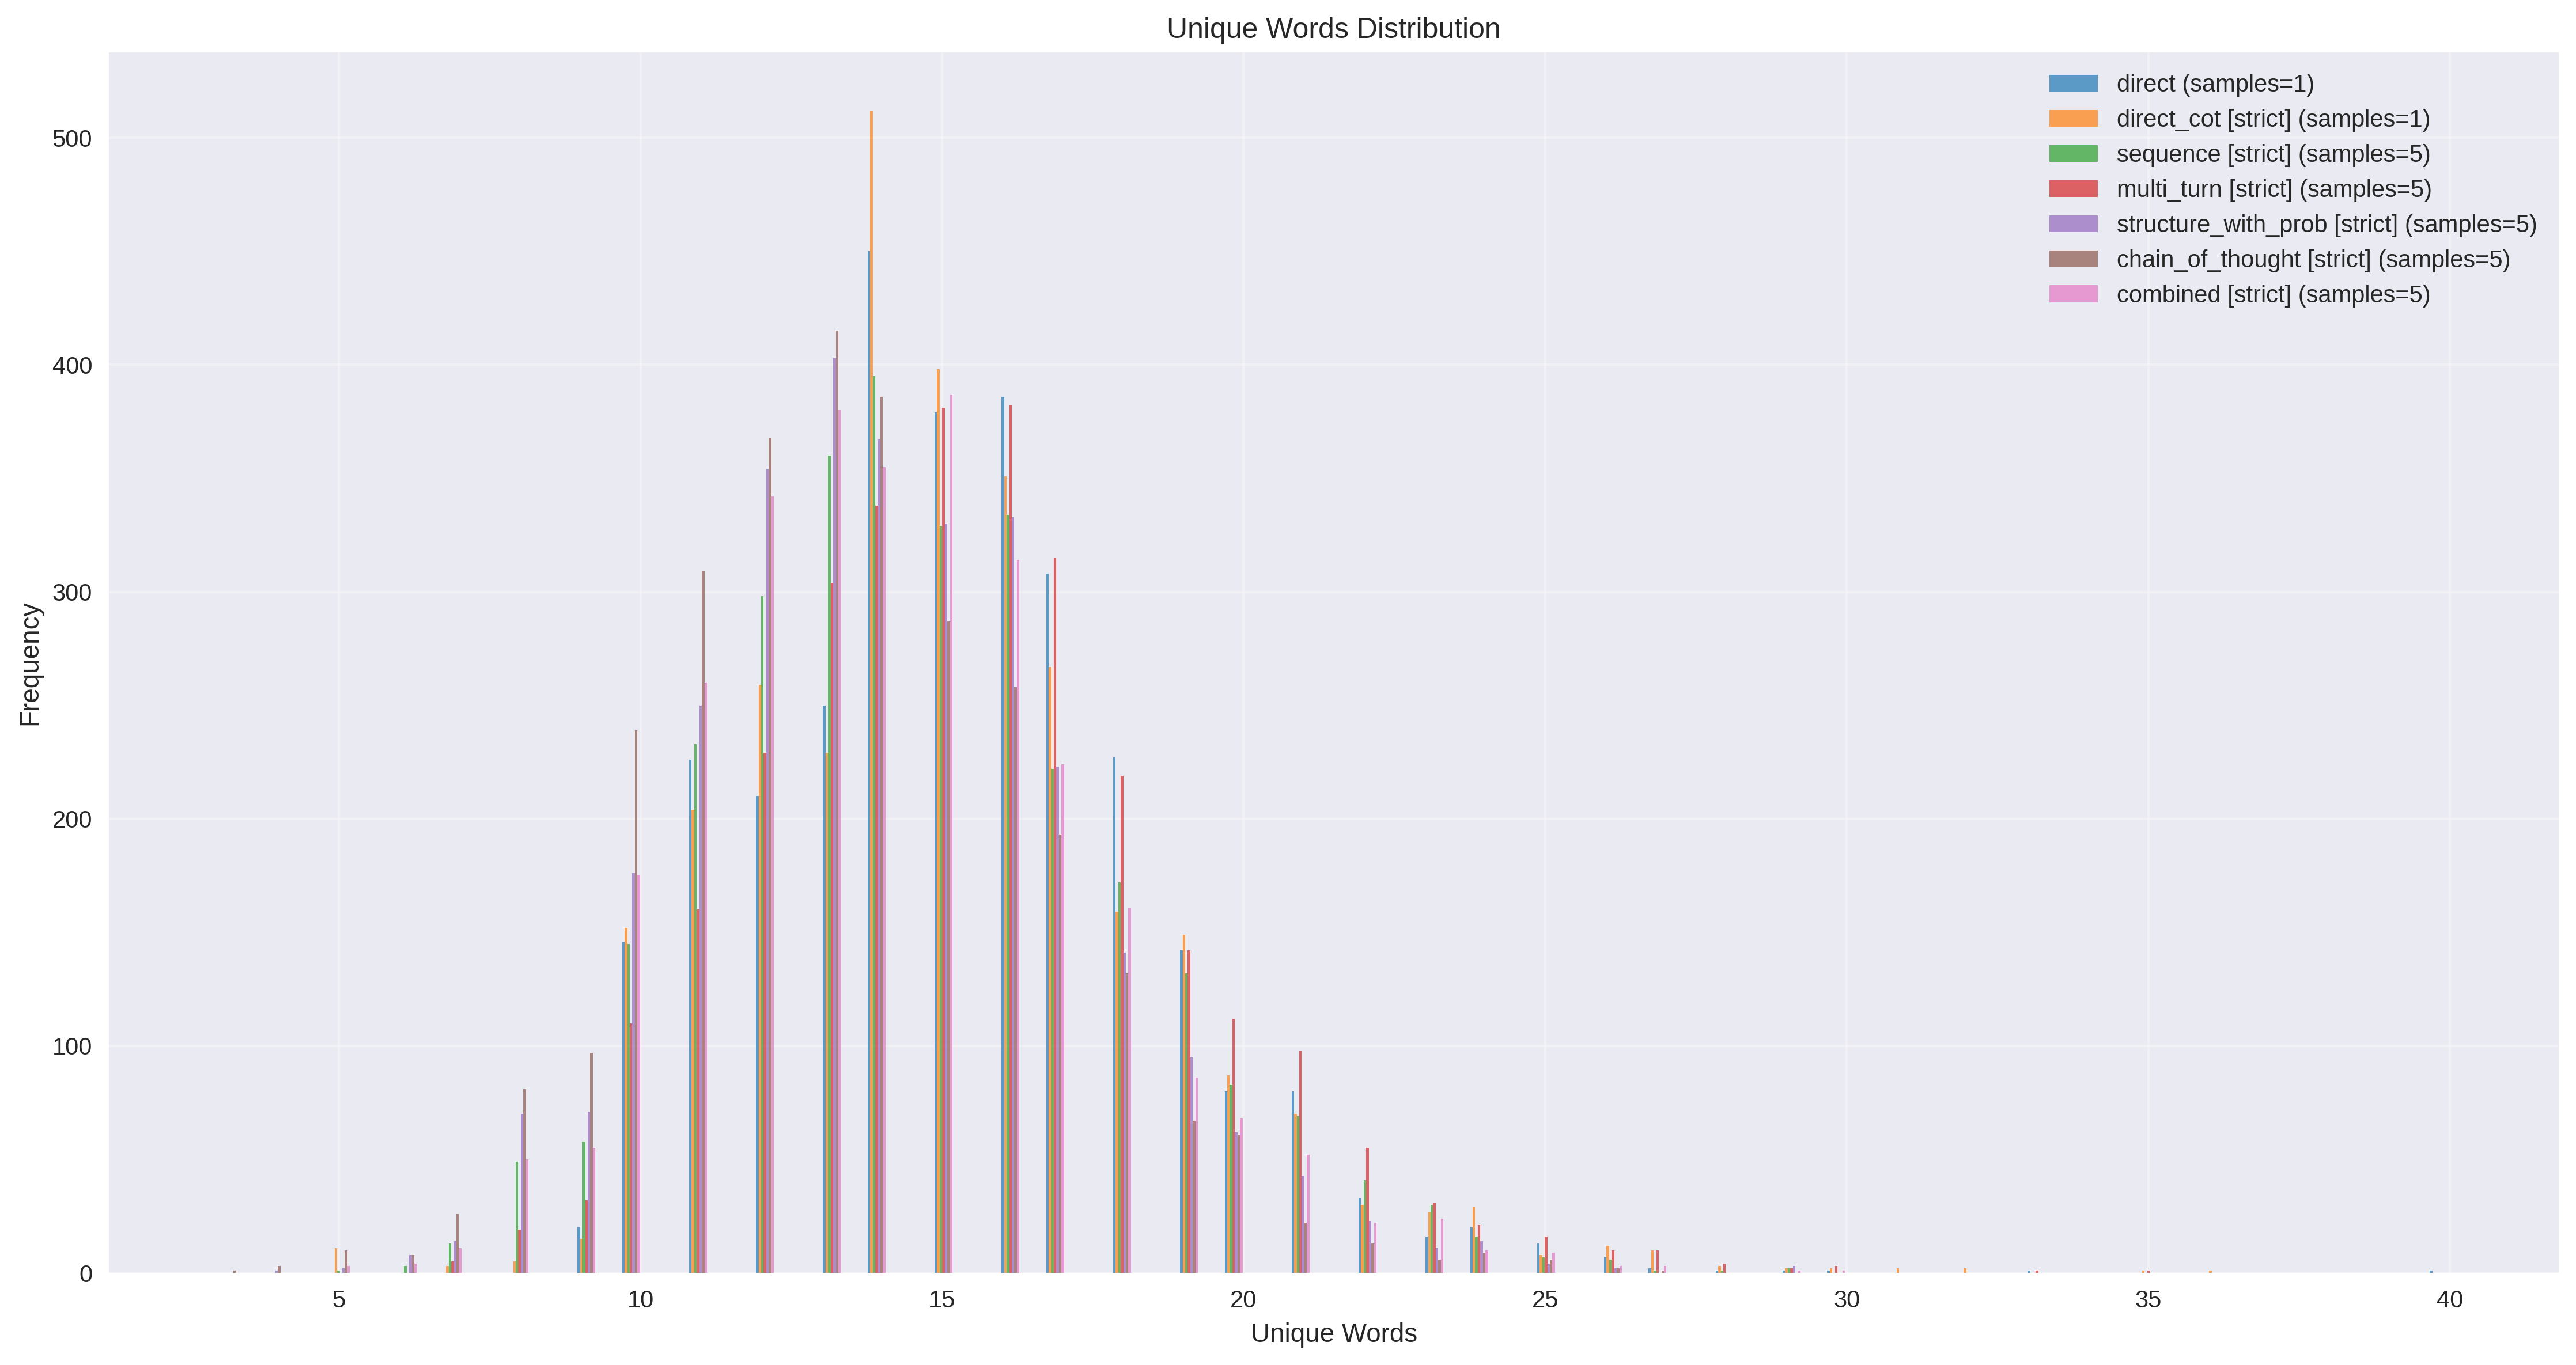 Unique Words Distribution
direct (samples=1)
direct_cot [strict] (samples=1)
sequence [strict] (samples=5)
multi_turn [strict] (samples=5)
structure_with_prob [strict] (samples=5)
chain_of_thought [strict] (samples=5)
combined [strict] (samples=5)
Frequency
500
400
300
200
100
0
5 10 15 20 25 30 35 40
Unique Words